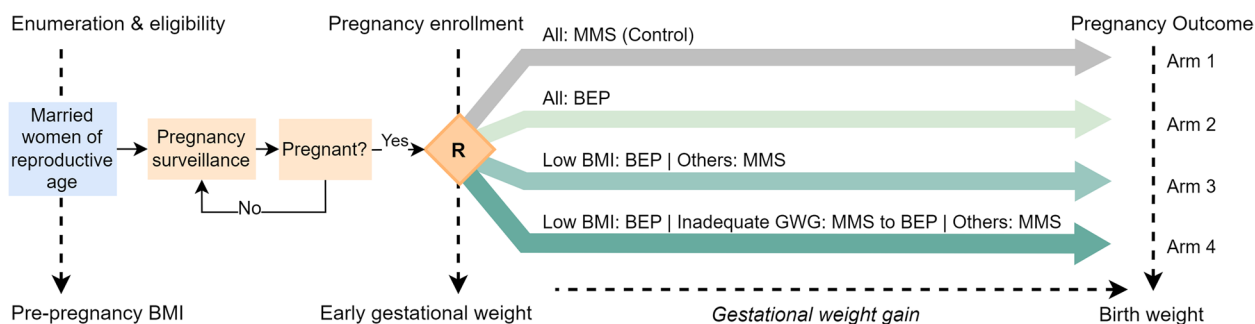 Enumeration & eligibility
Pregnancy enrollment
Pregnancy Outcome
All: MMS (Control)
Arm 1
All: BEP
Arm 2
Married
women of
reproductive
age
Pregnancy
surveillance
Pregnant?
Yes
R
No
Low BMI: BEP | Others: MMS
Arm 3
Low BMI: BEP | Inadequate GWG: MMS to BEP | Others: MMS
Arm 4
Pre-pregnancy BMI
Early gestational weight
Gestational weight gain
Birth weight